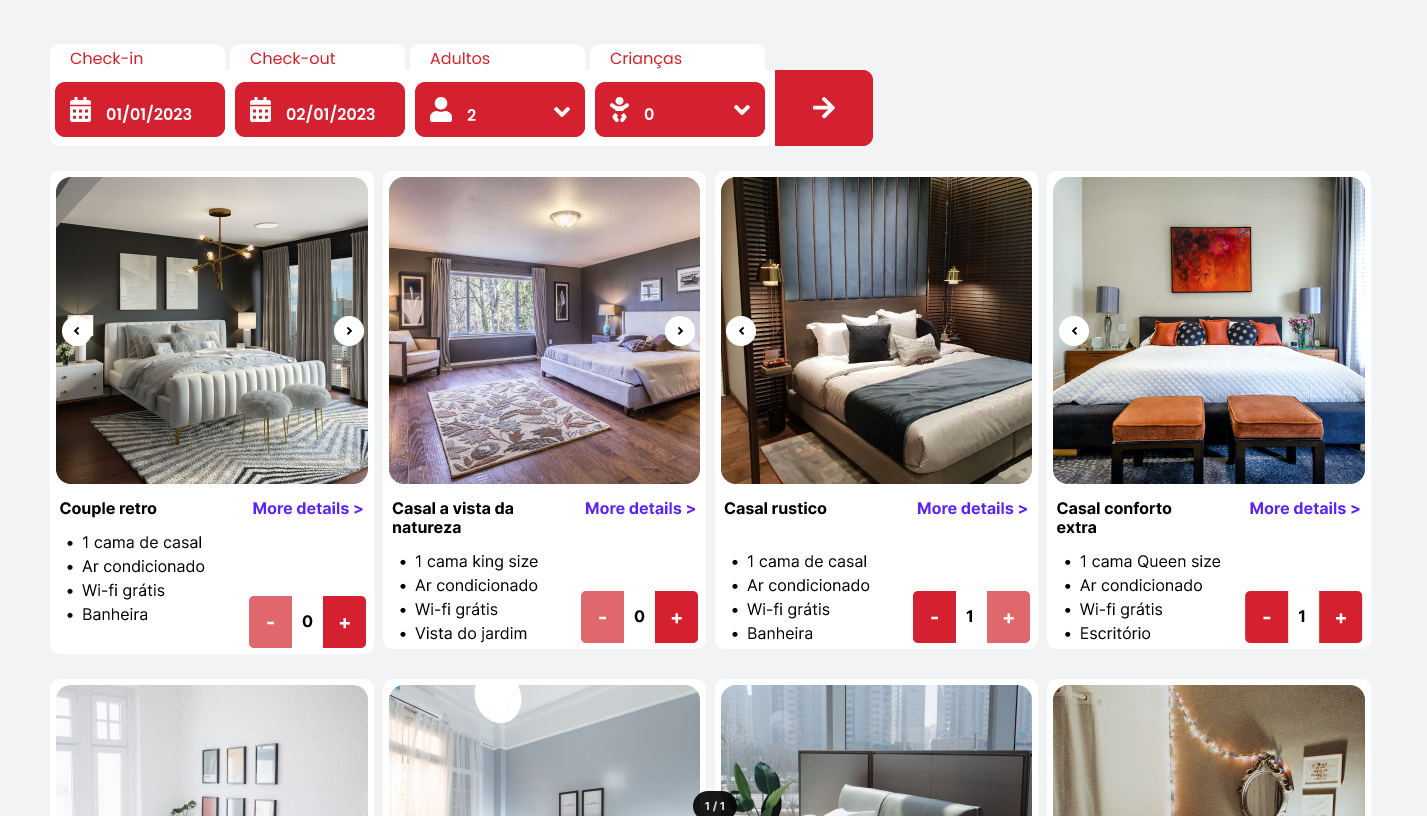 Check-in
Check-out
Adultos
Crianças
01/01/2023
02/01/2023
2
0
Couple retro
More details >
• 1 cama de casal
• Ar condicionado
• Wi-fi grátis
• Banheira
- 0 +
Casal a vista da
natureza
More details >
• 1 cama king size
• Ar condicionado
• Wi-fi grátis
• Vista do jardim
- 0 +
Casal rustico
More details >
• 1 cama de casal
• Ar condicionado
• Wi-fi grátis
• Banheira
- 1 +
Casal conforto
extra
More details >
• 1 cama Queen size
• Ar condicionado
• Wi-fi grátis
• Escritório
- 1 +
1 / 1